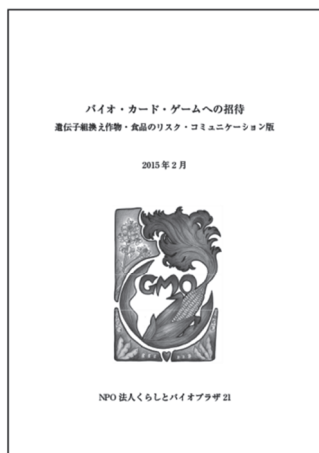 バイオ・カード・ゲームへの招待
遺伝子組換え作物・食品のリスク・コミュニケーション版
2015年2月
GMO
NPO 法人くらしとバイオプラザ21